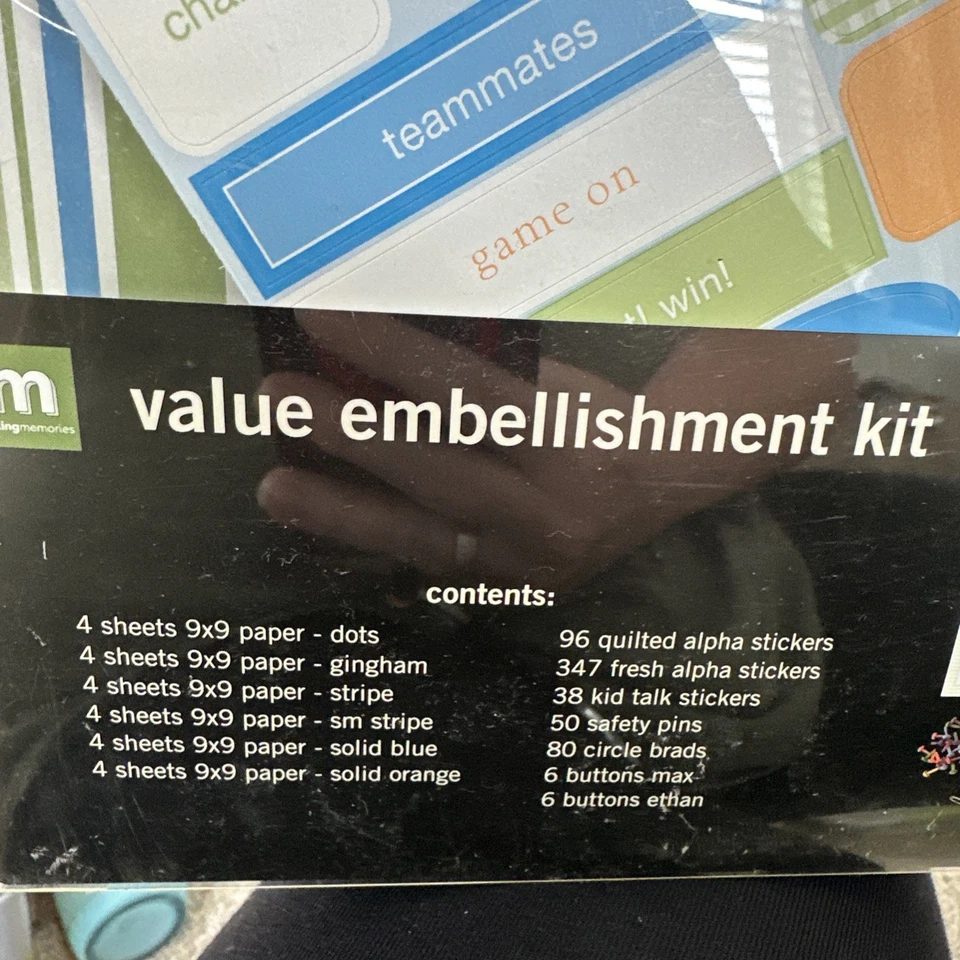 teammates
game on
win!
m
ingmemories
value embellishment kit
contents:
4 sheets 9x9 paper - dots
4 sheets 9x9 paper - gingham
4 sheets 9x9 paper - stripe
4 sheets 9x9 paper - sm stripe
4 sheets 9x9 paper - solid blue
4 sheets 9x9 paper - solid orange
96 quilted alpha stickers
347 fresh alpha stickers
38 kid talk stickers
50 safety pins
80 circle brads
6 buttons max
6 buttons ethan